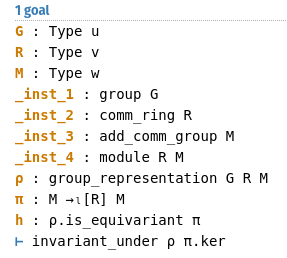 1 goal
G : Type u
R : Type v
M : Type w
_inst_1 : group G
_inst_2 : comm_ring R
_inst_3 : add_comm_group M
_inst_4 : module R M
ρ : group_representation G R M
π : M →ₗ[R] M
h : ρ.is_equivariant π
⊢ invariant_under ρ π.ker